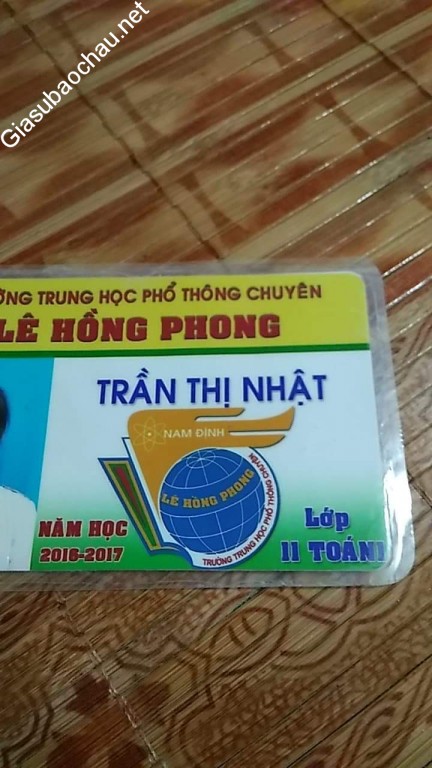 Giasubaochau.net
ỜNG TRUNG HỌC PHỔ THÔNG CHUYÊN
LÊ HỒNG PHONG
TRẦN THỊ NHẬT
NAM ĐỊNH
LÊ HỒNG PHONG
TRƯỜNG TRUNG HỌC PHỔ THÔNG CHUYÊN
NĂM HỌC
2016-2017
Lớp
11 TOÁN1